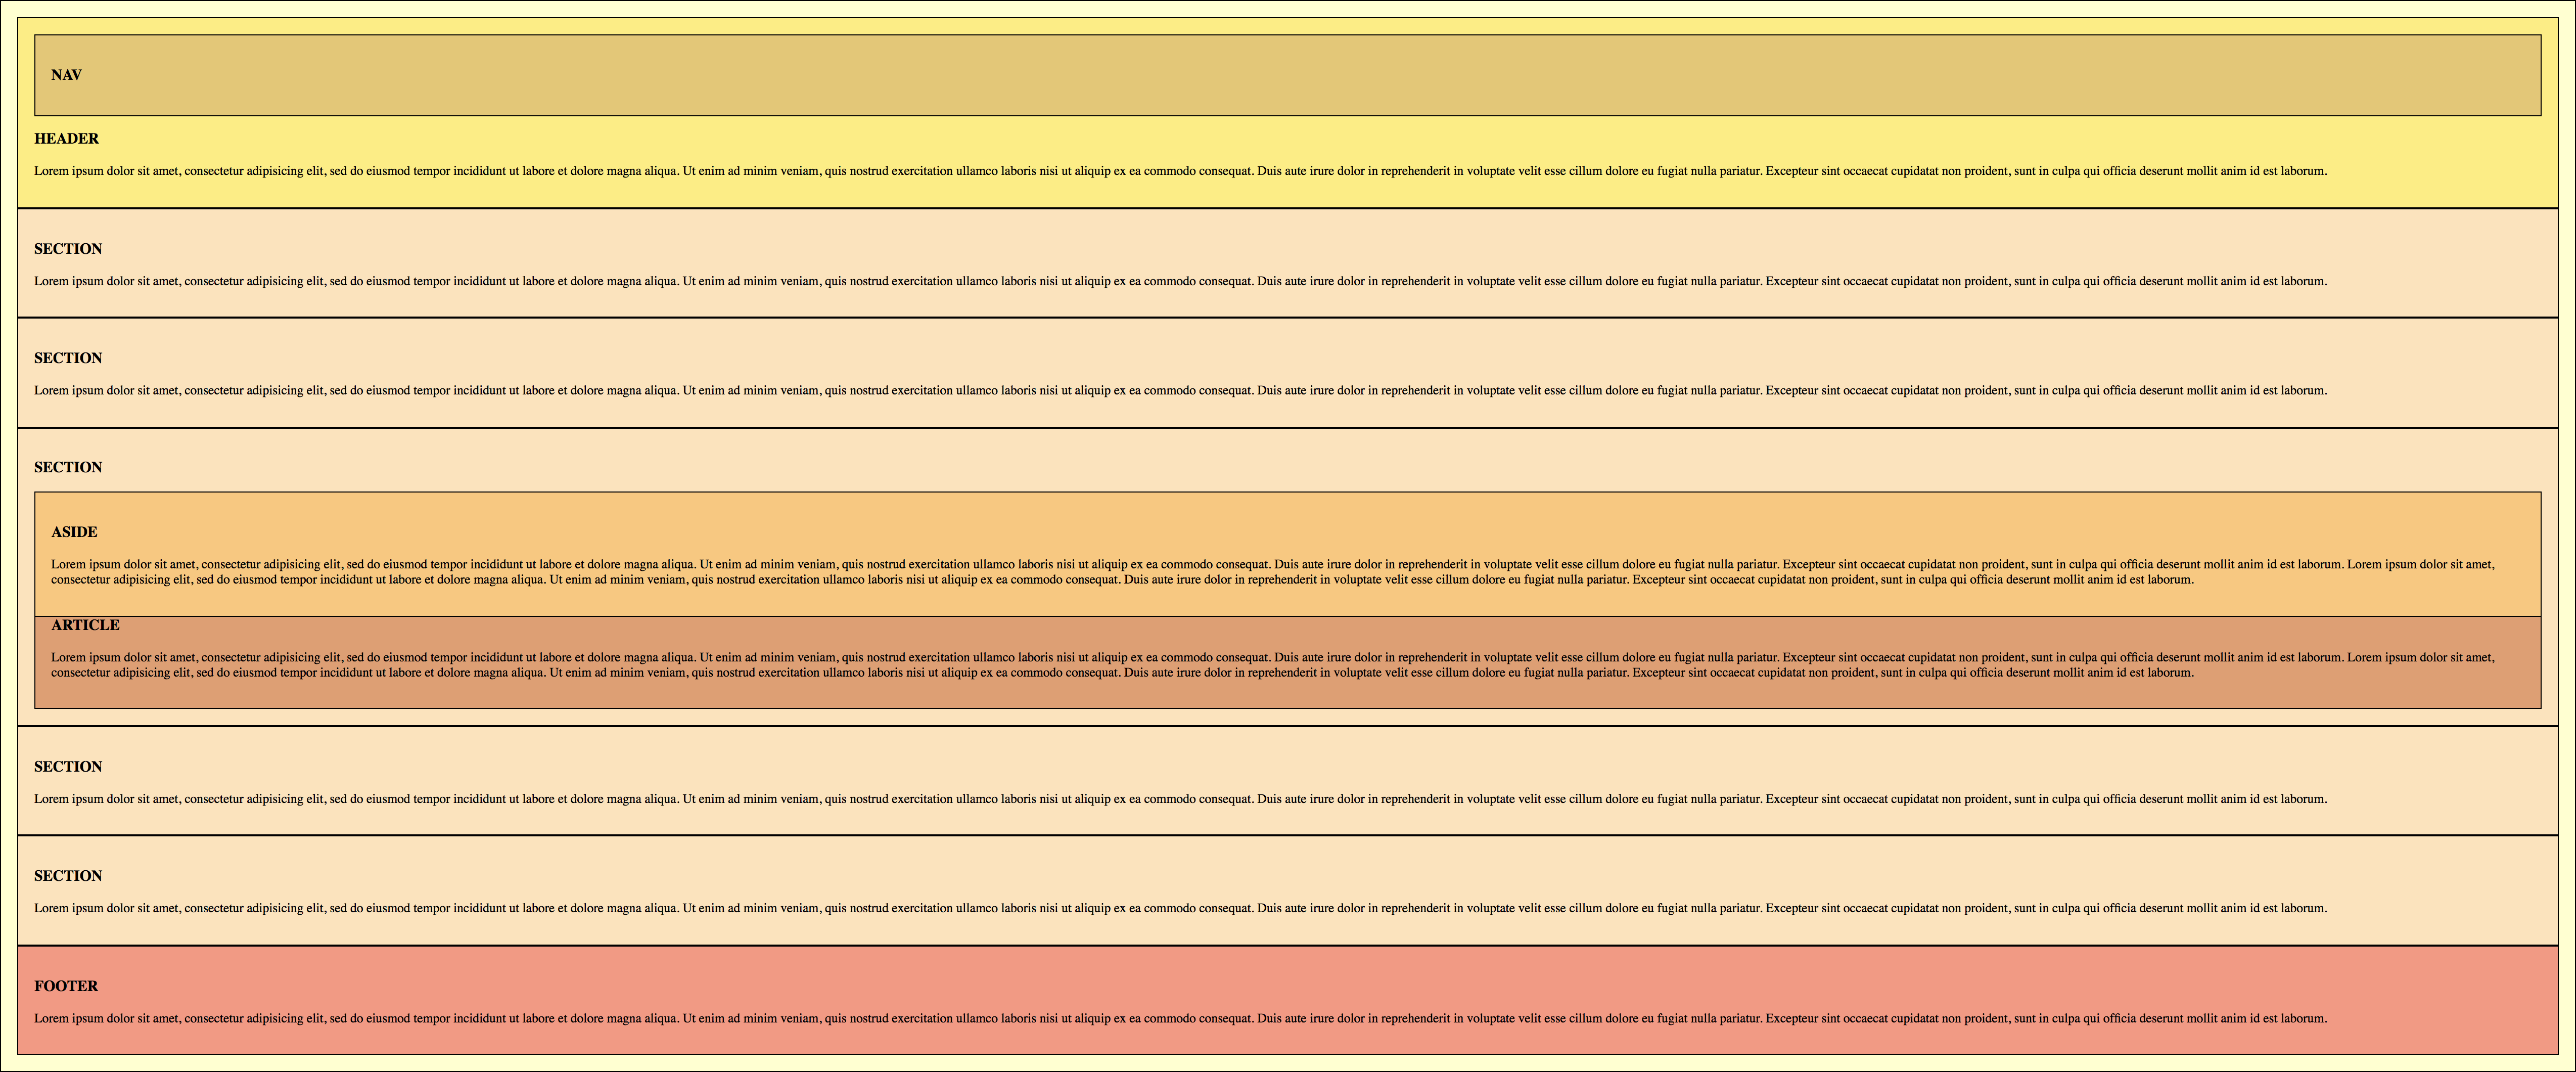 NAV
HEADER
Lorem ipsum dolor sit amet, consectetur adipisicing elit, sed do eiusmod tempor incididunt ut labore et dolore magna aliqua. Ut enim ad minim veniam, quis nostrud exercitation ullamco laboris nisi ut aliquip ex ea commodo consequat. Duis aute irure dolor in reprehenderit in voluptate velit esse cillum dolore eu fugiat nulla pariatur. Excepteur sint occaecat cupidatat non proident, sunt in culpa qui officia deserunt mollit anim id est laborum.
SECTION
Lorem ipsum dolor sit amet, consectetur adipisicing elit, sed do eiusmod tempor incididunt ut labore et dolore magna aliqua. Ut enim ad minim veniam, quis nostrud exercitation ullamco laboris nisi ut aliquip ex ea commodo consequat. Duis aute irure dolor in reprehenderit in voluptate velit esse cillum dolore eu fugiat nulla pariatur. Excepteur sint occaecat cupidatat non proident, sunt in culpa qui officia deserunt mollit anim id est laborum.
SECTION
Lorem ipsum dolor sit amet, consectetur adipisicing elit, sed do eiusmod tempor incididunt ut labore et dolore magna aliqua. Ut enim ad minim veniam, quis nostrud exercitation ullamco laboris nisi ut aliquip ex ea commodo consequat. Duis aute irure dolor in reprehenderit in voluptate velit esse cillum dolore eu fugiat nulla pariatur. Excepteur sint occaecat cupidatat non proident, sunt in culpa qui officia deserunt mollit anim id est laborum.
SECTION
ASIDE
Lorem ipsum dolor sit amet, consectetur adipisicing elit, sed do eiusmod tempor incididunt ut labore et dolore magna aliqua. Ut enim ad minim veniam, quis nostrud exercitation ullamco laboris nisi ut aliquip ex ea commodo consequat. Duis aute irure dolor in reprehenderit in voluptate velit esse cillum dolore eu fugiat nulla pariatur. Excepteur sint occaecat cupidatat non proident, sunt in culpa qui officia deserunt mollit anim id est laborum. Lorem ipsum dolor sit amet,
consectetur adipisicing elit, sed do eiusmod tempor incididunt ut labore et dolore magna aliqua. Ut enim ad minim veniam, quis nostrud exercitation ullamco laboris nisi ut aliquip ex ea commodo consequat. Duis aute irure dolor in reprehenderit in voluptate velit esse cillum dolore eu fugiat nulla pariatur. Excepteur sint occaecat cupidatat non proident, sunt in culpa qui officia deserunt mollit anim id est laborum.
ARTICLE
Lorem ipsum dolor sit amet, consectetur adipisicing elit, sed do eiusmod tempor incididunt ut labore et dolore magna aliqua. Ut enim ad minim veniam, quis nostrud exercitation ullamco laboris nisi ut aliquip ex ea commodo consequat. Duis aute irure dolor in reprehenderit in voluptate velit esse cillum dolore eu fugiat nulla pariatur. Excepteur sint occaecat cupidatat non proident, sunt in culpa qui officia deserunt mollit anim id est laborum. Lorem ipsum dolor sit amet,
consectetur adipisicing elit, sed do eiusmod tempor incididunt ut labore et dolore magna aliqua. Ut enim ad minim veniam, quis nostrud exercitation ullamco laboris nisi ut aliquip ex ea commodo consequat. Duis aute irure dolor in reprehenderit in voluptate velit esse cillum dolore eu fugiat nulla pariatur. Excepteur sint occaecat cupidatat non proident, sunt in culpa qui officia deserunt mollit anim id est laborum.
SECTION
Lorem ipsum dolor sit amet, consectetur adipisicing elit, sed do eiusmod tempor incididunt ut labore et dolore magna aliqua. Ut enim ad minim veniam, quis nostrud exercitation ullamco laboris nisi ut aliquip ex ea commodo consequat. Duis aute irure dolor in reprehenderit in voluptate velit esse cillum dolore eu fugiat nulla pariatur. Excepteur sint occaecat cupidatat non proident, sunt in culpa qui officia deserunt mollit anim id est laborum.
SECTION
Lorem ipsum dolor sit amet, consectetur adipisicing elit, sed do eiusmod tempor incididunt ut labore et dolore magna aliqua. Ut enim ad minim veniam, quis nostrud exercitation ullamco laboris nisi ut aliquip ex ea commodo consequat. Duis aute irure dolor in reprehenderit in voluptate velit esse cillum dolore eu fugiat nulla pariatur. Excepteur sint occaecat cupidatat non proident, sunt in culpa qui officia deserunt mollit anim id est laborum.
FOOTER
Lorem ipsum dolor sit amet, consectetur adipisicing elit, sed do eiusmod tempor incididunt ut labore et dolore magna aliqua. Ut enim ad minim veniam, quis nostrud exercitation ullamco laboris nisi ut aliquip ex ea commodo consequat. Duis aute irure dolor in reprehenderit in voluptate velit esse cillum dolore eu fugiat nulla pariatur. Excepteur sint occaecat cupidatat non proident, sunt in culpa qui officia deserunt mollit anim id est laborum.